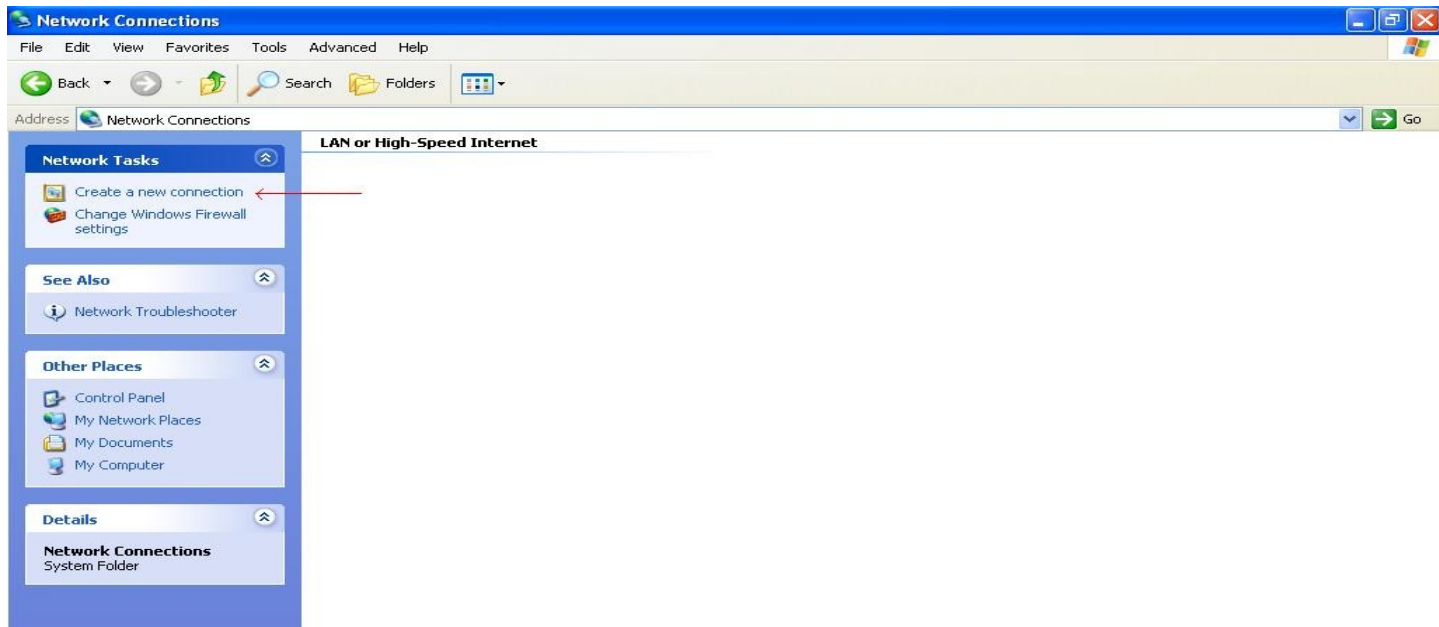 Network Connections
File Edit View Favorites Tools Advanced Help
Back Search Folders
Address Network Connections Go
Network Tasks
Create a new connection
Change Windows Firewall
settings
See Also
Network Troubleshooter
Other Places
Control Panel
My Network Places
My Documents
My Computer
Details
Network Connections
System Folder
LAN or High-Speed Internet